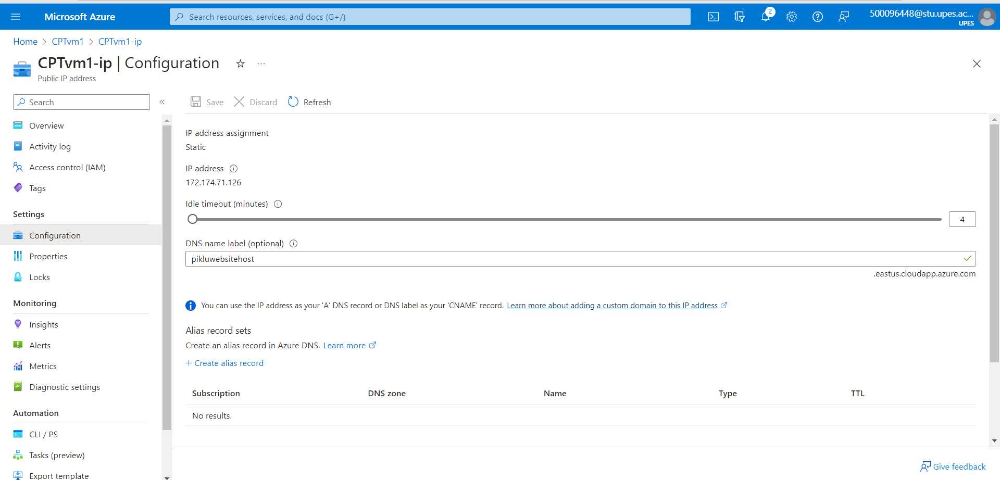 Microsoft Azure
Search resources, services, and docs (G+/)
2
500096448@stu.upes.ac...
UPES
Home > CPTvm1 > CPTvm1-ip
CPTvm1-ip | Configuration
...
Public IP address
Search
«
Save
Discard
Refresh
Overview
Activity log
Access control (IAM)
Tags
Settings
Configuration
Properties
Locks
Monitoring
Insights
Alerts
Metrics
Diagnostic settings
Automation
CLI / PS
Tasks (preview)
Export template
IP address assignment
Static
IP address
172.174.71.126
Idle timeout (minutes)
4
DNS name label (optional)
pikluwebsitehost
.eastus.cloudapp.azure.com
You can use the IP address as your 'A' DNS record or DNS label as your 'CNAME' record. Learn more about adding a custom domain to this IP address
Alias record sets
Create an alias record in Azure DNS. Learn more
+ Create alias record
Subscription DNS zone Name Type TTL
No results.
Give feedback